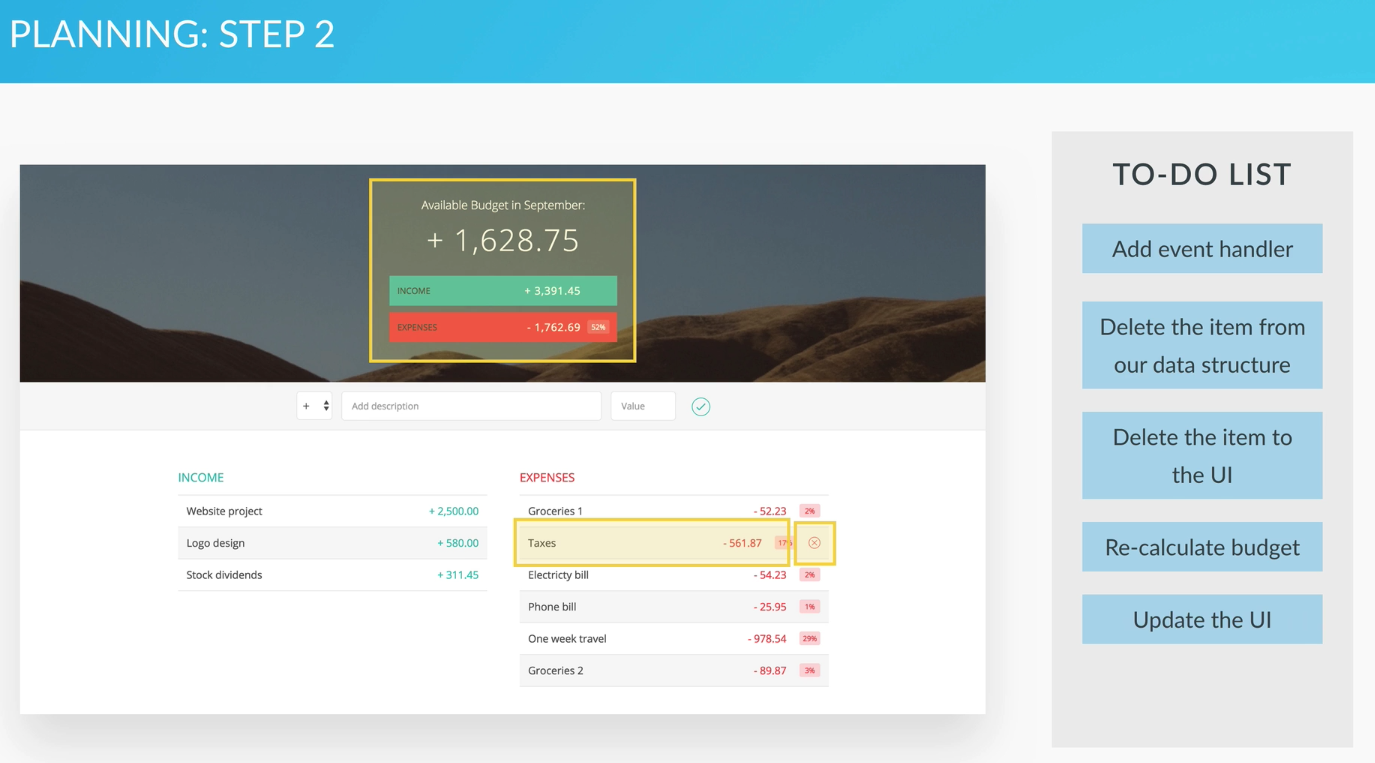 PLANNING: STEP 2
Available Budget in September:
+ 1,628.75
INCOME + 3,391.45
EXPENSES - 1,762.69 52%
+ Add description Value
INCOME
Website project + 2,500.00
Logo design + 580.00
Stock dividends + 311.45
EXPENSES
Groceries 1 - 52.23 2%
Taxes - 561.87 17%
Electricty bill - 54.23 2%
Phone bill - 25.95 1%
One week travel - 978.54 29%
Groceries 2 - 89.87 3%
TO-DO LIST
Add event handler
Delete the item from
our data structure
Delete the item to
the UI
Re-calculate budget
Update the UI